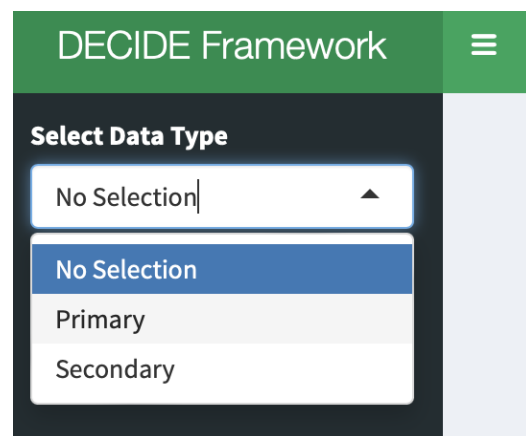 DECIDE Framework
Select Data Type
No Selection
No Selection
Primary
Secondary